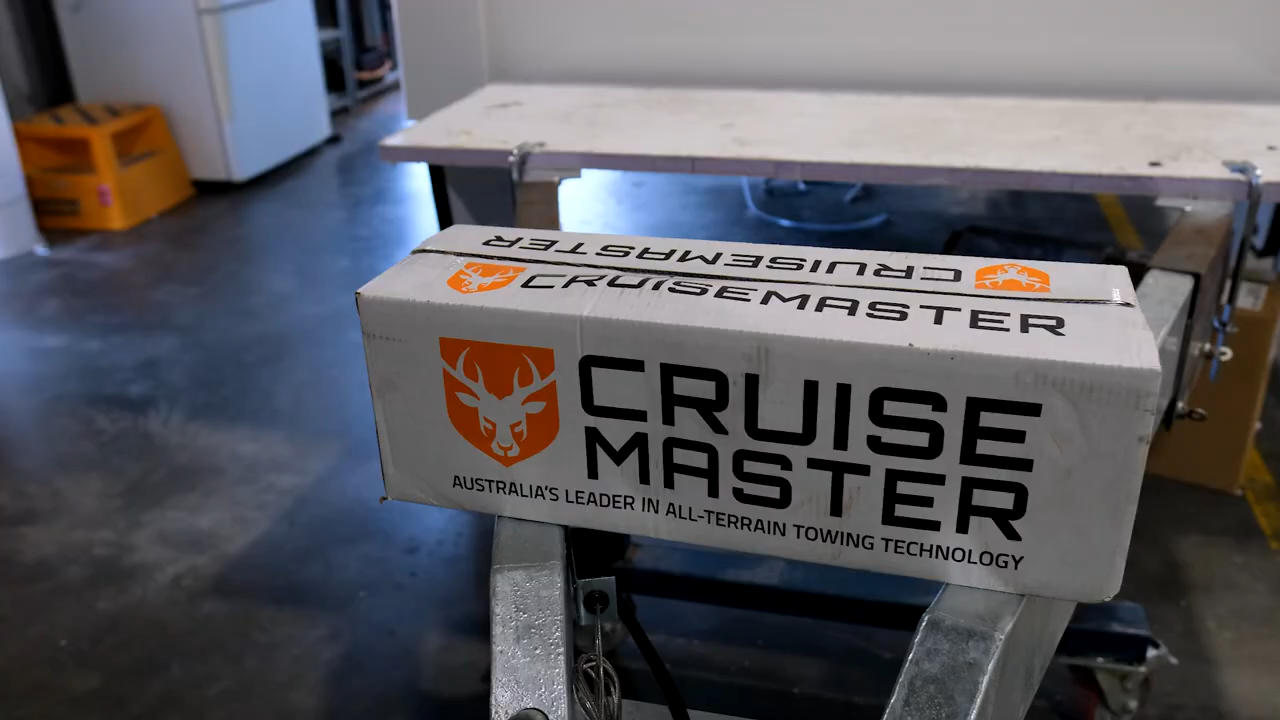 CRUISEMASTER
CRUISEMASTER
CRUISE
MASTER
AUSTRALIA'S LEADER IN ALL-TERRAIN TOWING TECHNOLOGY